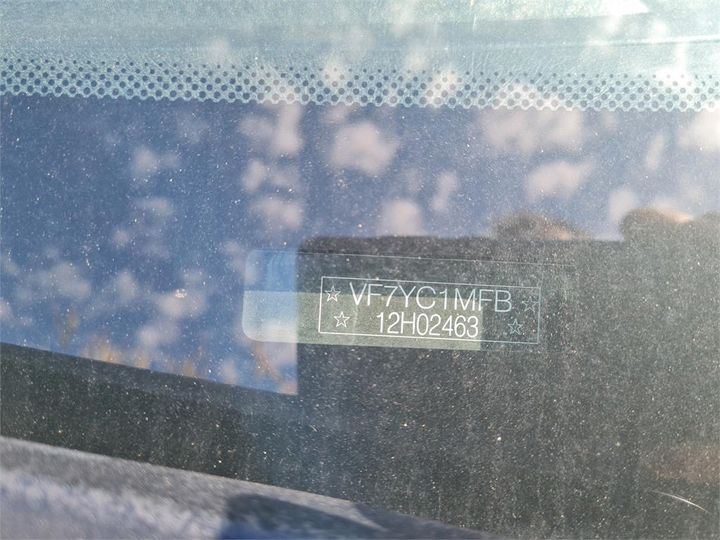 ☆ VF7YC1MFB ☆
☆ 12H02463 ☆